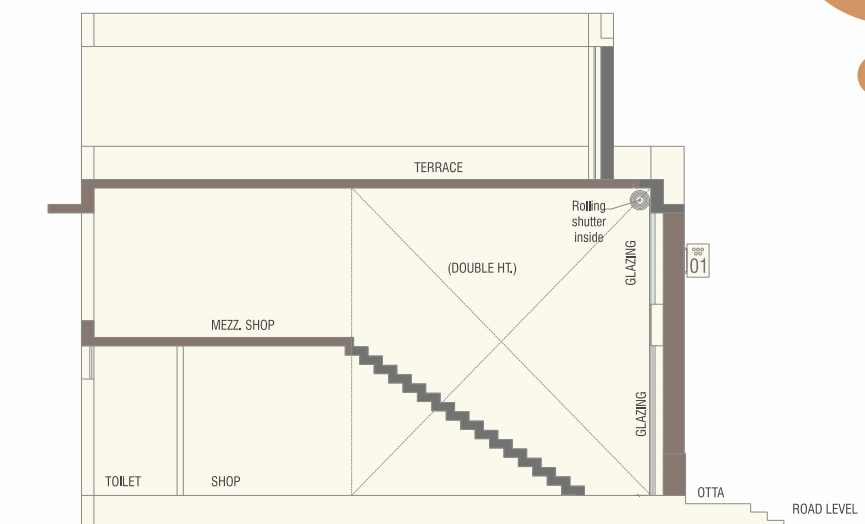 TERRACE
Rolling
shutter
inside
GLAZING
(DOUBLE HT.)
01
MEZZ. SHOP
GLAZING
TOILET
SHOP
OTTA
ROAD LEVEL